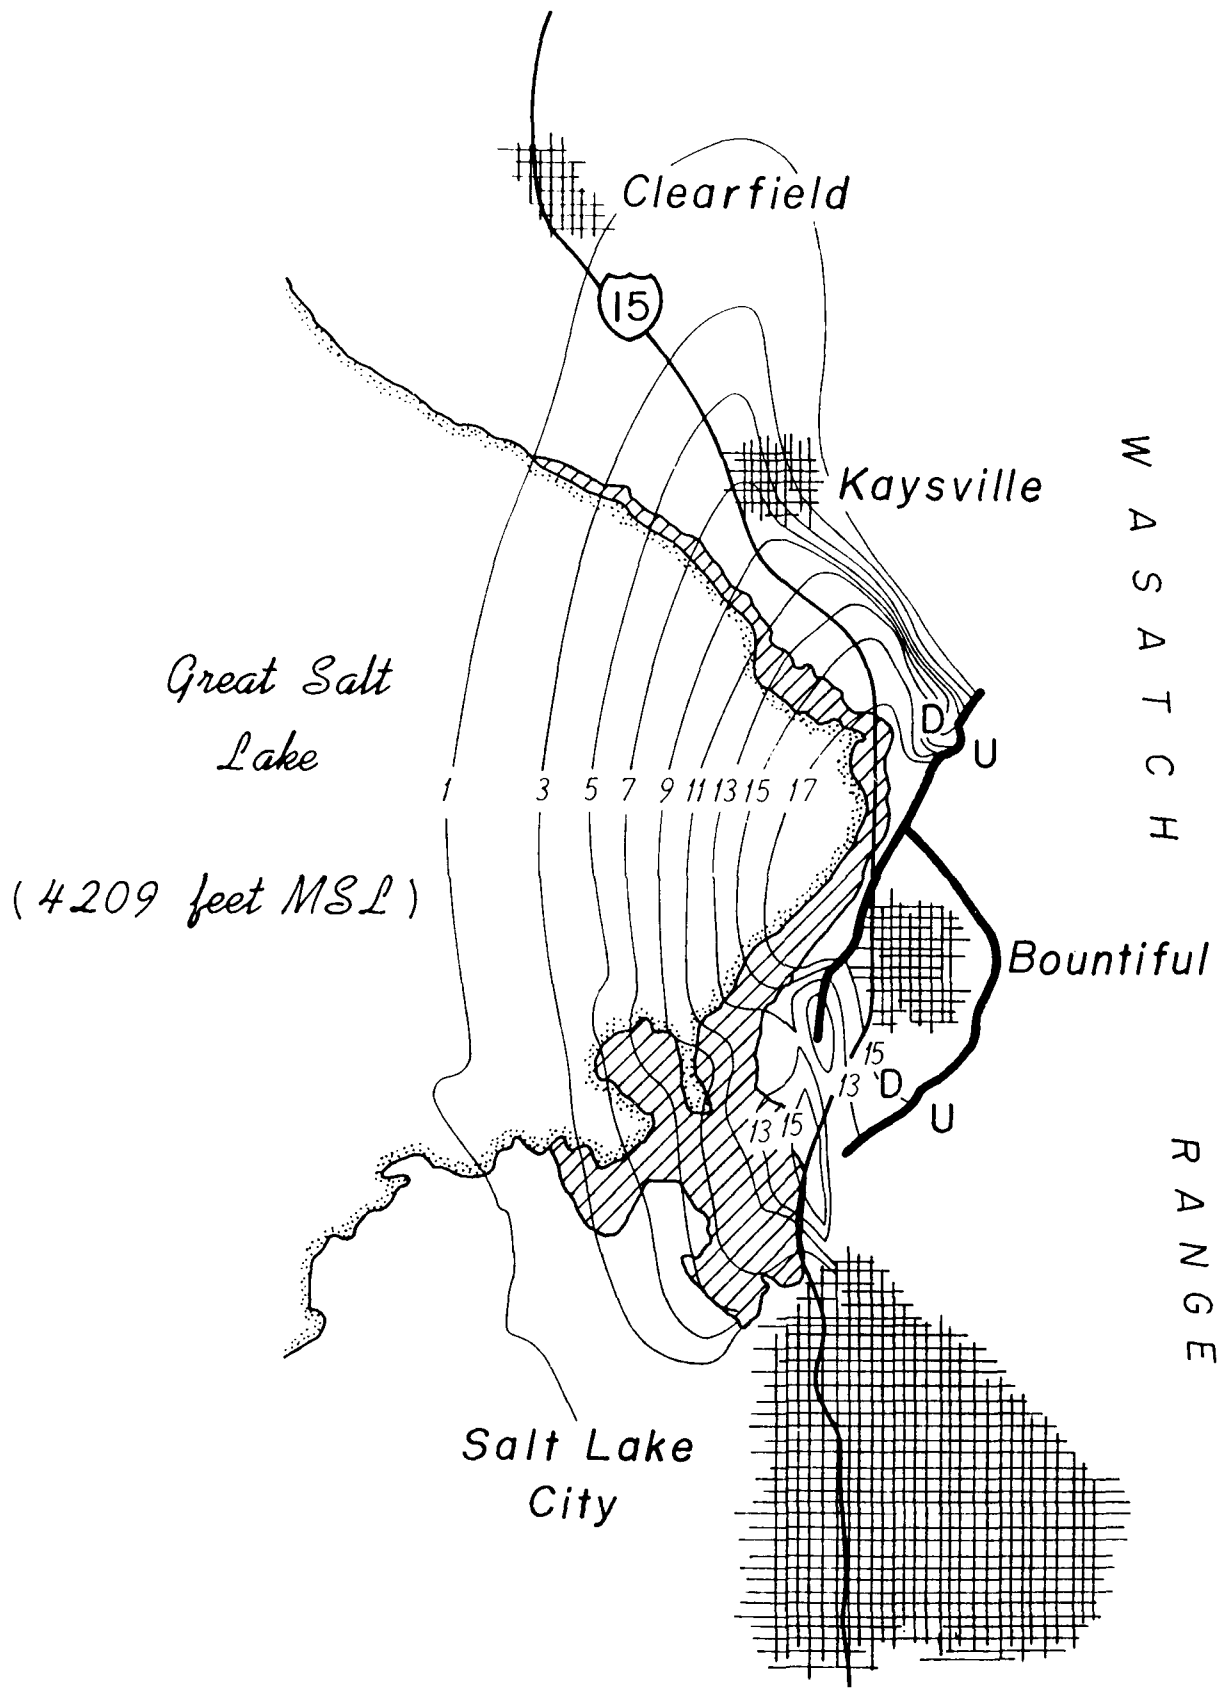 Clearfield
15
Kaysville
WASATCH
Great Salt
Lake
D
U
1 3 5 7 9 11 13 15 17
(4209 feet MSL)
Bountiful
15
13 D
U
13 15
RANGE
Salt Lake
City